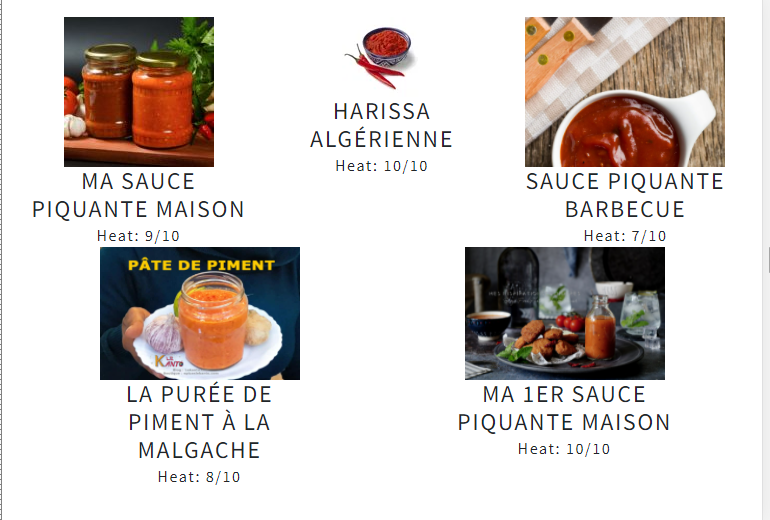 MA SAUCE
PIQUANTE MAISON
Heat: 9/10
HARISSA
ALGÉRIENNE
Heat: 10/10
SAUCE PIQUANTE
BARBECUE
Heat: 7/10
PÂTE DE PIMENT
LE
KANTO
LA PURÉE DE
PIMENT À LA
MALGACHE
Heat: 8/10
MA 1ER SAUCE
PIQUANTE MAISON
Heat: 10/10